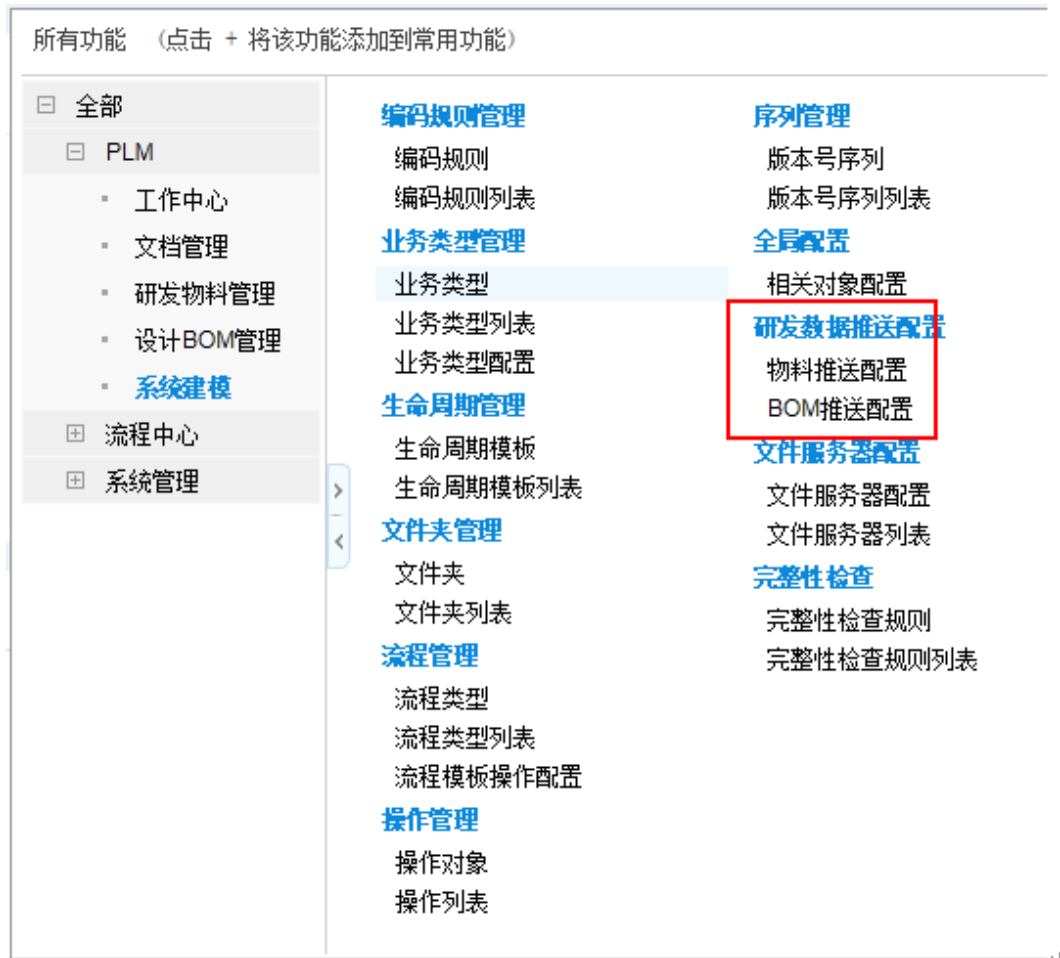 所有功能 （点击 + 将该功能添加到常用功能）
全部
PLM
工作中心
文档管理
研发物料管理
设计BOM管理
系统建模
流程中心
系统管理
编码规则管理
编码规则
编码规则列表
业务类型管理
业务类型
业务类型列表
业务类型配置
生命周期管理
生命周期模板
生命周期模板列表
文件夹管理
文件夹
文件夹列表
流程管理
流程类型
流程类型列表
流程模板操作配置
操作管理
操作对象
操作列表
序列管理
版本号序列
版本号序列列表
全局配置
相关对象配置
研发数据推送配置
物料推送配置
BOM推送配置
文件服务器配置
文件服务器配置
文件服务器列表
完整性检查
完整性检查规则
完整性检查规则列表